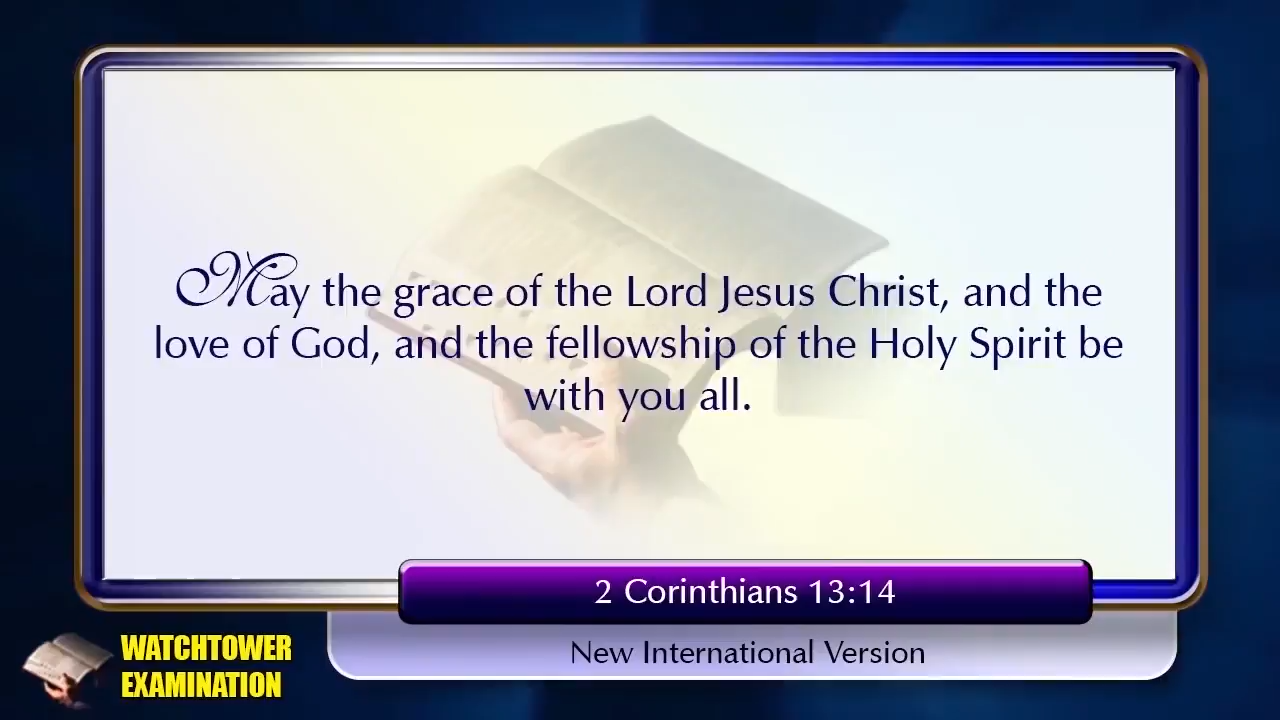 May the grace of the Lord Jesus Christ, and the
love of God, and the fellowship of the Holy Spirit be
with you all.
2 Corinthians 13:14
New International Version
WATCHTOWER
EXAMINATION